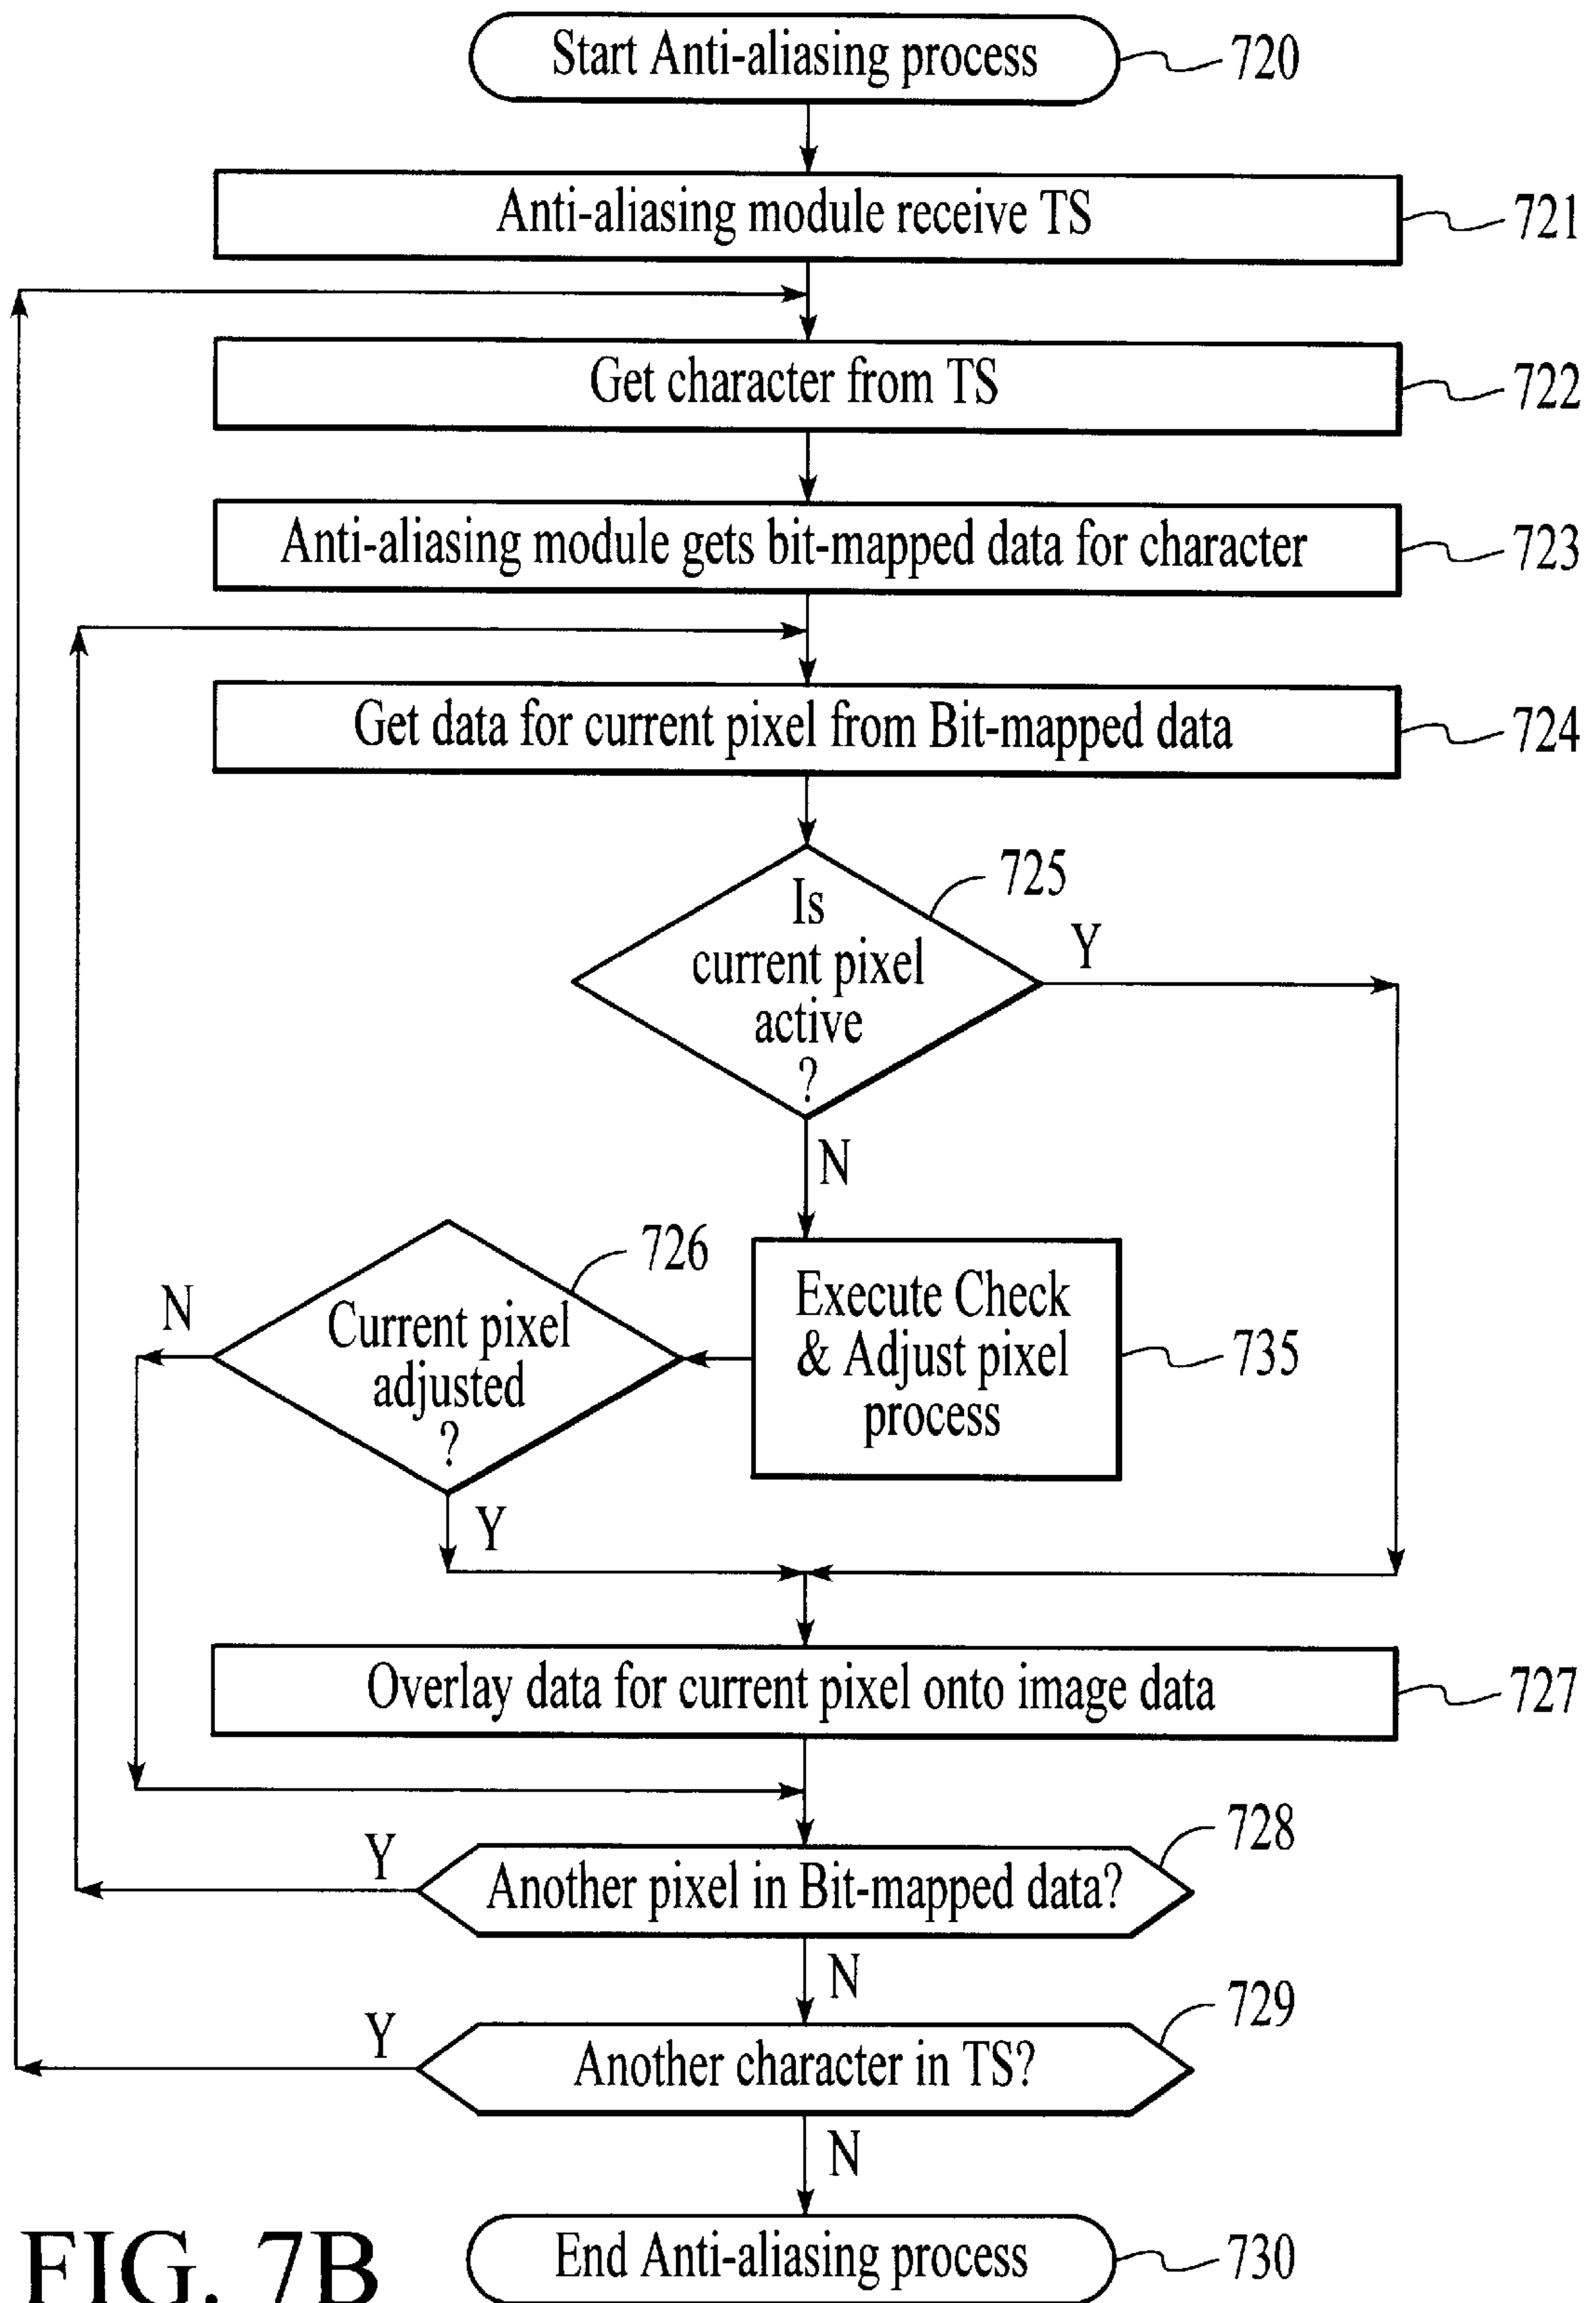 Start Anti-aliasing process
720
Anti-aliasing module receive TS
721
Get character from TS
722
Anti-aliasing module gets bit-mapped data for character
723
Get data for current pixel from Bit-mapped data
724
725
Is
current pixel
active
?
Y
N
726
Current pixel
adjusted
?
N
Y
Execute Check
& Adjust pixel
process
735
Overlay data for current pixel onto image data
727
728
Another pixel in Bit-mapped data?
Y
N
729
Another character in TS?
Y
N
End Anti-aliasing process
730
FIG. 7B